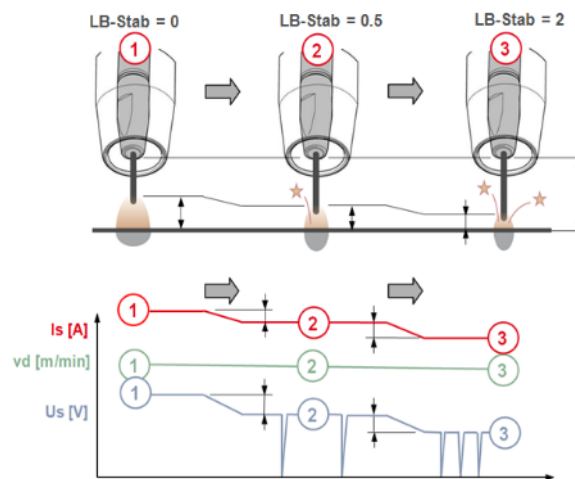 LB-Stab = 0 LB-Stab = 0.5 LB-Stab = 2
1 2 3
Is [A] 1 2 3
vd [m/min] 1 2 3
Us [V] 1 2 3